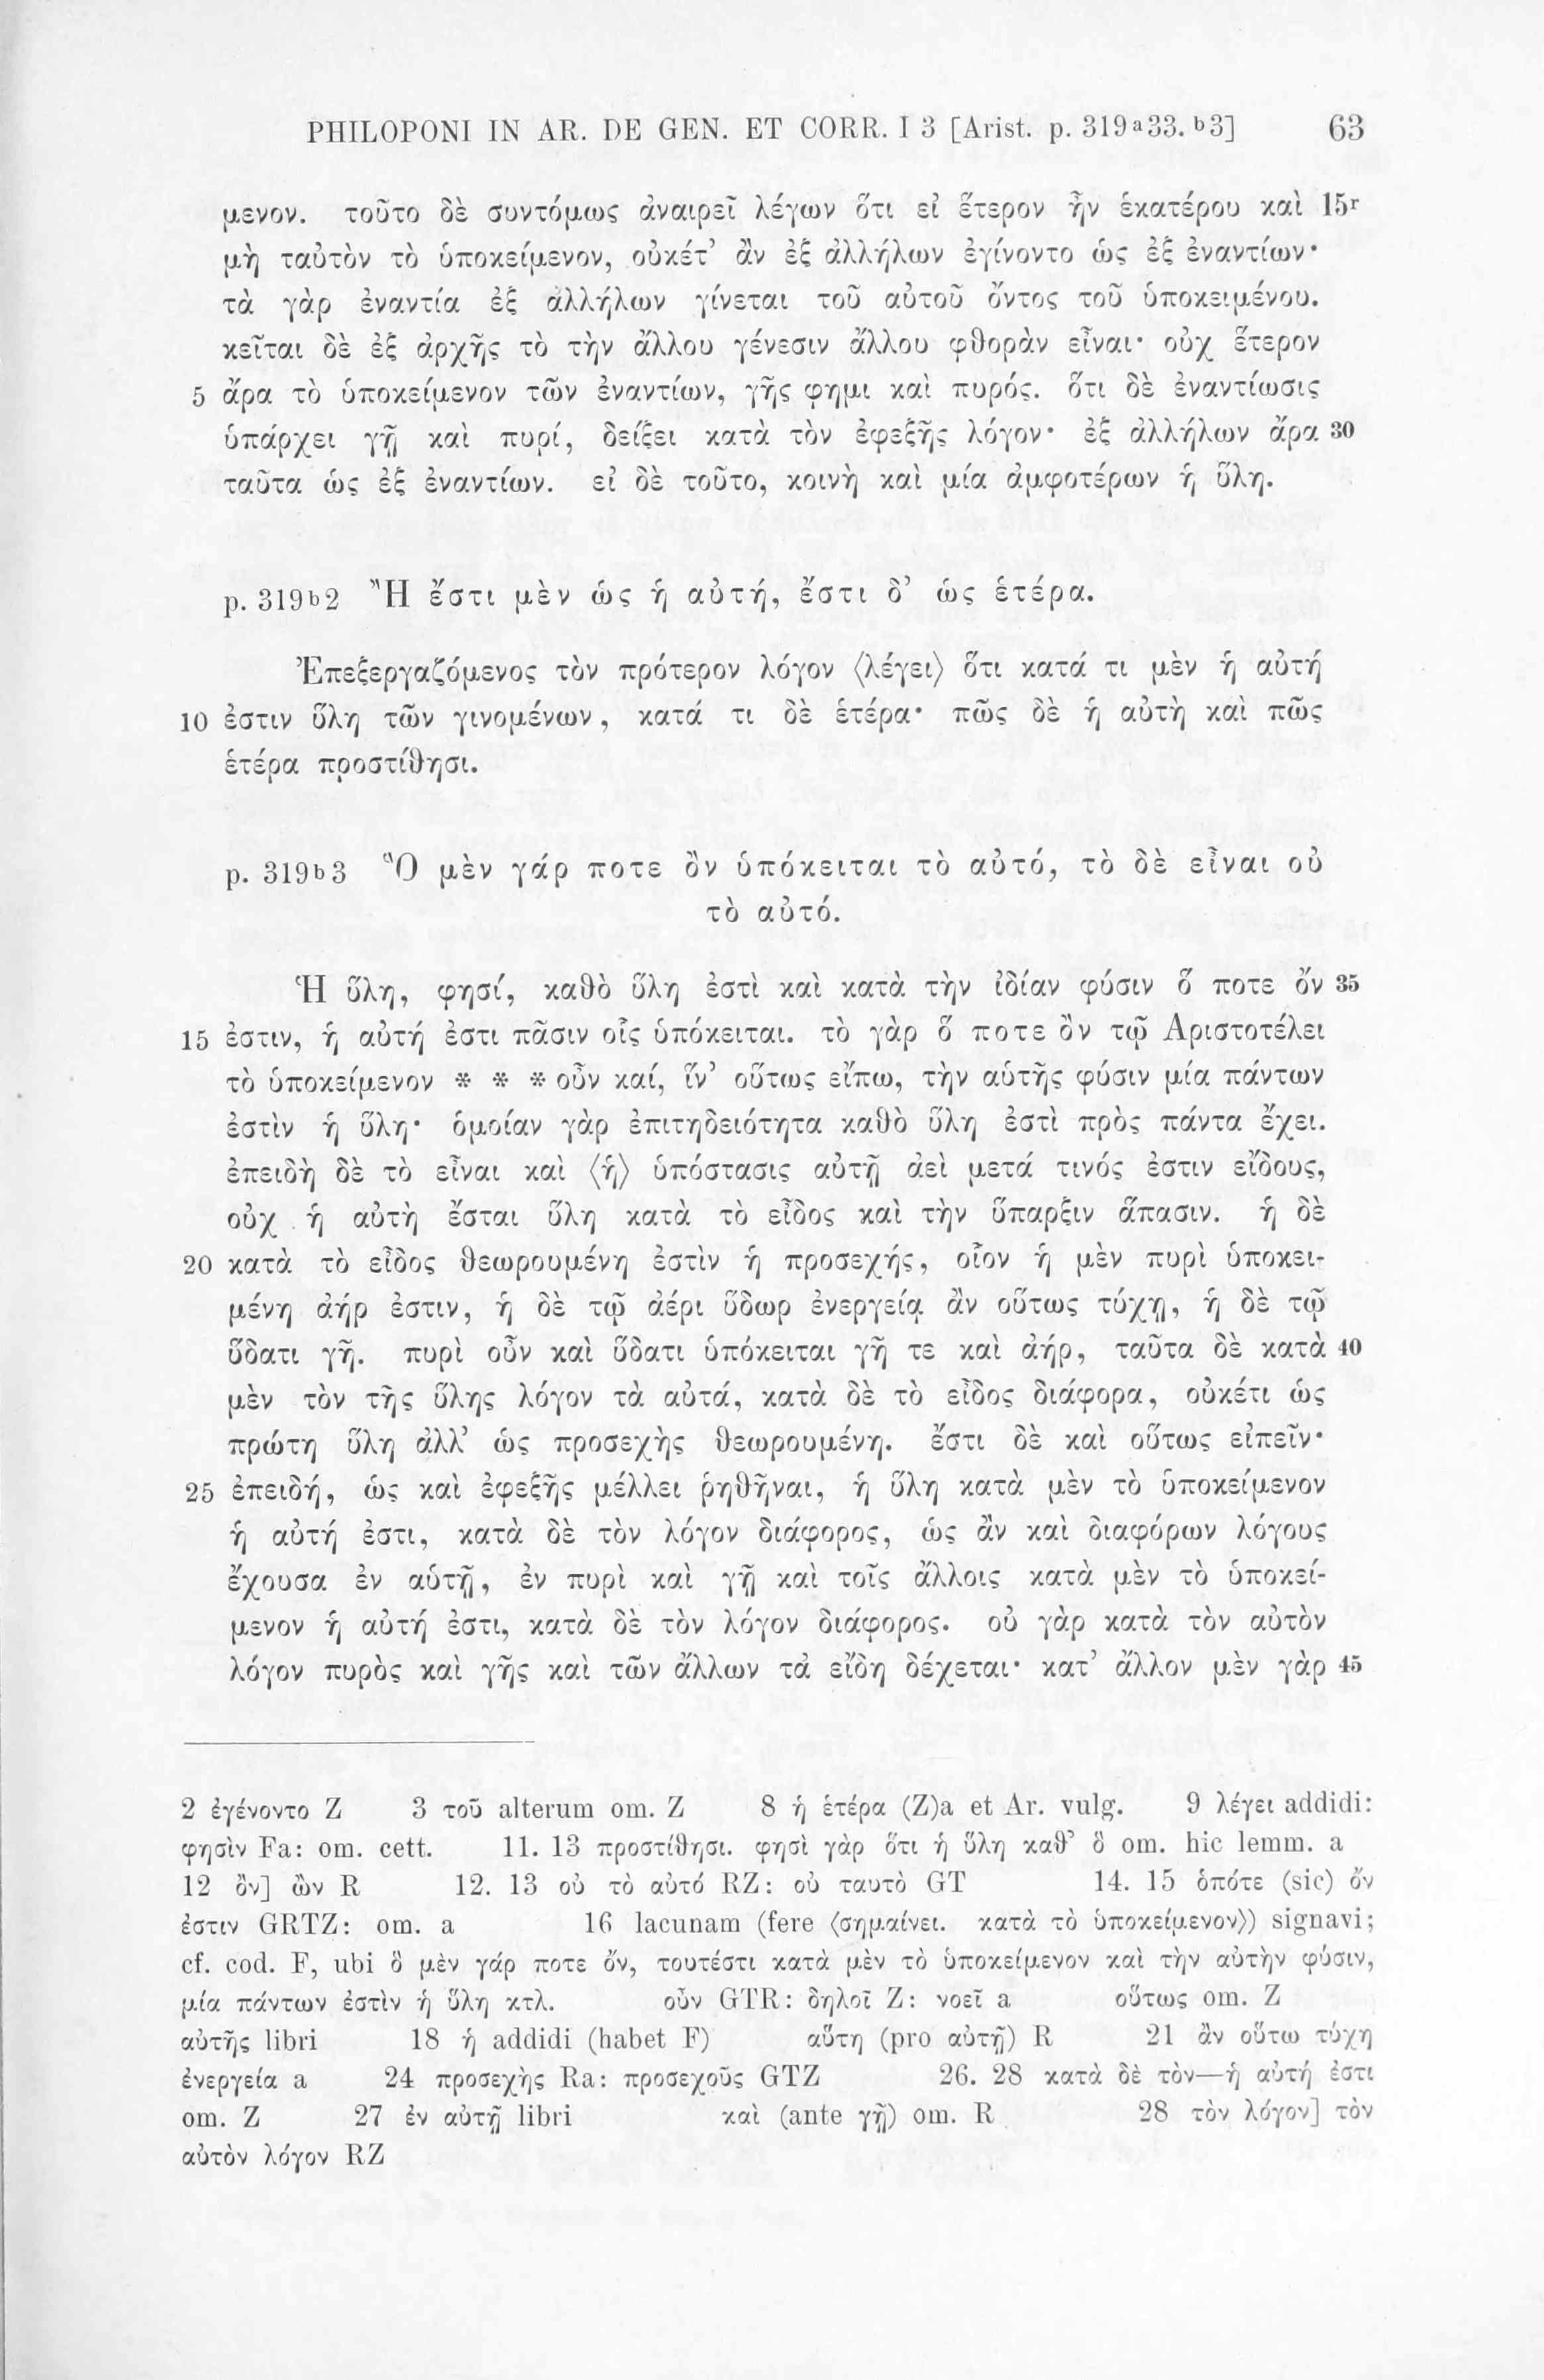 PHILOPONI IN AR. DE GEN. ET CORR. I 3 [Arist. p. 319ᵃ33. ᵇ3] 63
μενον. τοῦτο δὲ συντόμως ἀναιρεῖ λέγων ὅτι εἰ ἕτερον ἦν ἑκατέρου καὶ 15ʳ
μὴ ταὐτὸν τὸ ὑποκείμενον, οὐκέτ’ ἂν ἐξ ἀλλήλων ἐγίνοντο ὡς ἐξ ἐναντίων·
τὰ γὰρ ἐναντία ἐξ ἀλλήλων γίνεται τοῦ αὐτοῦ ὄντος τοῦ ὑποκειμένου.
κεῖται δὲ ἐξ ἀρχῆς τὸ τὴν ἄλλου γένεσιν ἄλλου φθορὰν εἶναι· οὐχ ἕτερον
5 ἄρα τὸ ὑποκείμενον τῶν ἐναντίων, γῆς φημι καὶ πυρός. ὅτι δὲ ἐναντίωσις
ὑπάρχει γῇ καὶ πυρί, δείξει κατὰ τὸν ἐφεξῆς λόγον· ἐξ ἀλλήλων ἄρα 30
ταῦτα ὡς ἐξ ἐναντίων. εἰ δὲ τοῦτο, κοινὴ καὶ μία ἀμφοτέρων ἡ ὕλη.
p. 319ᵇ2 Ἢ ἔστι μὲν ὡς ἡ αὐτή, ἔστι δ’ ὡς ἑτέρα.
Ἐπεξεργαζόμενος τὸν πρότερον λόγον ⟨λέγει⟩ ὅτι κατά τι μὲν ἡ αὐτή
10 ἐστιν ὕλη τῶν γινομένων, κατά τι δὲ ἑτέρα· πῶς δὲ ἡ αὐτὴ καὶ πῶς
ἑτέρα προστίθησι.
p. 319ᵇ3 Ὃ μὲν γάρ ποτε ὂν ὑπόκειται τὸ αὐτό, τὸ δὲ εἶναι οὐ
τὸ αὐτό.
Ἡ ὕλη, φησί, καθὸ ὕλη ἐστὶ καὶ κατὰ τὴν ἰδίαν φύσιν ὅ ποτε ὄν 35
15 ἐστιν, ἡ αὐτή ἐστι πᾶσιν οἷς ὑπόκειται. τὸ γὰρ ὅ ποτε ὂν τῷ Ἀριστοτέλει
τὸ ὑποκείμενον * * * οὖν καί, ἵν’ οὕτως εἴπω, τὴν αὑτῆς φύσιν μία πάντων
ἐστὶν ἡ ὕλη· ὁμοίαν γὰρ ἐπιτηδειότητα καθὸ ὕλη ἐστὶ πρὸς πάντα ἔχει.
ἐπειδὴ δὲ τὸ εἶναι καὶ ⟨ἡ⟩ ὑπόστασις αὐτῇ ἀεὶ μετά τινός ἐστιν εἴδους,
οὐχ ἡ αὐτὴ ἔσται ὕλη κατὰ τὸ εἶδος καὶ τὴν ὕπαρξιν ἅπασιν. ἡ δὲ
20 κατὰ τὸ εἶδος θεωρουμένη ἐστὶν ἡ προσεχής, οἷον ἡ μὲν πυρὶ ὑποκει-
μένη ἀήρ ἐστιν, ἡ δὲ τῷ ἀέρι ὕδωρ ἐνεργείᾳ ἂν οὕτως τύχῃ, ἡ δὲ τῷ
ὕδατι γῆ. πυρὶ οὖν καὶ ὕδατι ὑπόκειται γῆ τε καὶ ἀήρ, ταῦτα δὲ κατὰ 40
μὲν τὸν τῆς ὕλης λόγον τὰ αὐτά, κατὰ δὲ τὸ εἶδος διάφορα, οὐκέτι ὡς
πρώτη ὕλη ἀλλ’ ὡς προσεχὴς θεωρουμένη. ἔστι δὲ καὶ οὕτως εἰπεῖν·
25 ἐπειδή, ὡς καὶ ἐφεξῆς μέλλει ῥηθῆναι, ἡ ὕλη κατὰ μὲν τὸ ὑποκείμενον
ἡ αὐτή ἐστι, κατὰ δὲ τὸν λόγον διάφορος, ὡς ἂν καὶ διαφόρων λόγους
ἔχουσα ἐν αὑτῇ, ἐν πυρὶ καὶ γῇ καὶ τοῖς ἄλλοις κατὰ μὲν τὸ ὑποκεί-
μενον ἡ αὐτή ἐστι, κατὰ δὲ τὸν λόγον διάφορος. οὐ γὰρ κατὰ τὸν αὐτὸν
λόγον πυρὸς καὶ γῆς καὶ τῶν ἄλλων τὰ εἴδη δέχεται· κατ’ ἄλλον μὲν γὰρ 45
2 ἐγένοντο Z 3 τοῦ alterum om. Z 8 ἡ ἑτέρα (Z)a et Ar. vulg. 9 λέγει addidi:
φησὶν Fa: om. cett. 11. 13 προστίθησι. φησὶ γὰρ ὅτι ἡ ὕλη καθ’ ὃ om. hic lemm. a
12 ὂν] ὢν R 12. 13 οὐ τὸ αὐτό RZ: οὐ ταυτὸ GT 14. 15 ὁπότε (sic) ὄν
ἐστιν GRTZ: om. a 16 lacunam (fere ⟨σημαίνει. κατὰ τὸ ὑποκείμενον⟩) signavi;
cf. cod. F, ubi ὃ μὲν γάρ ποτε ὄν, τουτέστι κατὰ μὲν τὸ ὑποκείμενον καὶ τὴν αὐτὴν φύσιν,
μία πάντων ἐστὶν ἡ ὕλη κτλ. οὖν GTR: δηλοῖ Z: νοεῖ a οὕτως om. Z
αὐτῆς libri 18 ἡ addidi (habet F) αὕτη (pro αὐτῇ) R 21 ἂν οὕτω τύχῃ
ἐνεργείᾳ a 24 προσεχὴς Ra: προσεχοῦς GTZ 26. 28 κατὰ δὲ τὸν—ἡ αὐτή ἐστι
om. Z 27 ἐν αὐτῇ libri καὶ (ante γῇ) om. R 28 τὸν λόγον] τὸν
αὐτὸν λόγον RZ